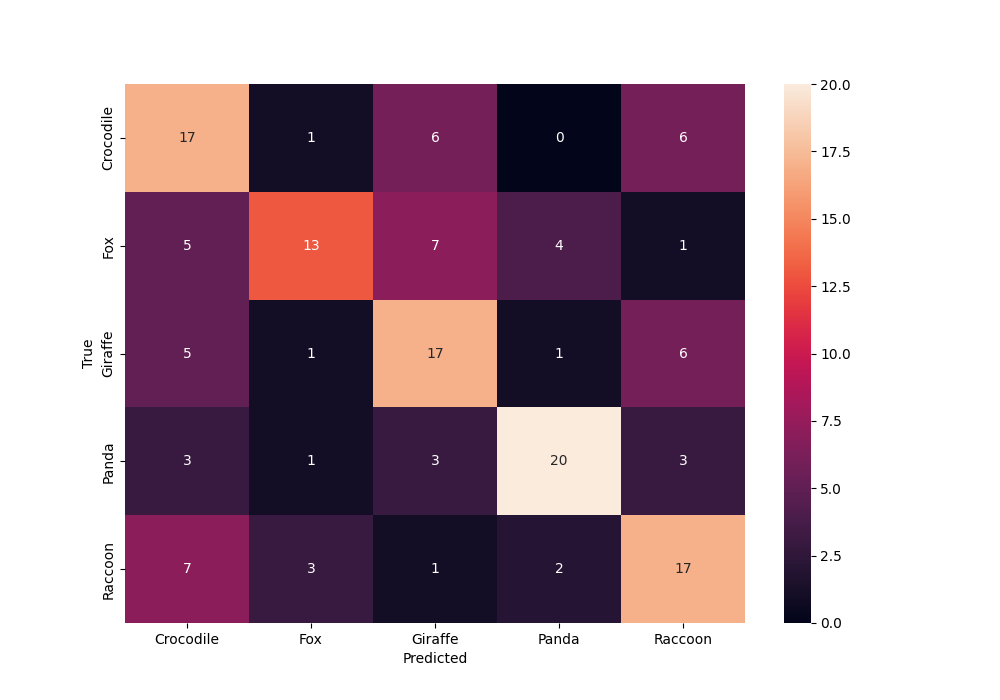 Crocodile 17 1 6 0 6
Fox 5 13 7 4 1
Giraffe 5 1 17 1 6
Panda 3 1 3 20 3
Raccoon 7 3 1 2 17
True
Crocodile Fox Giraffe Panda Raccoon
Predicted
20.0
17.5
15.0
12.5
10.0
7.5
5.0
2.5
0.0